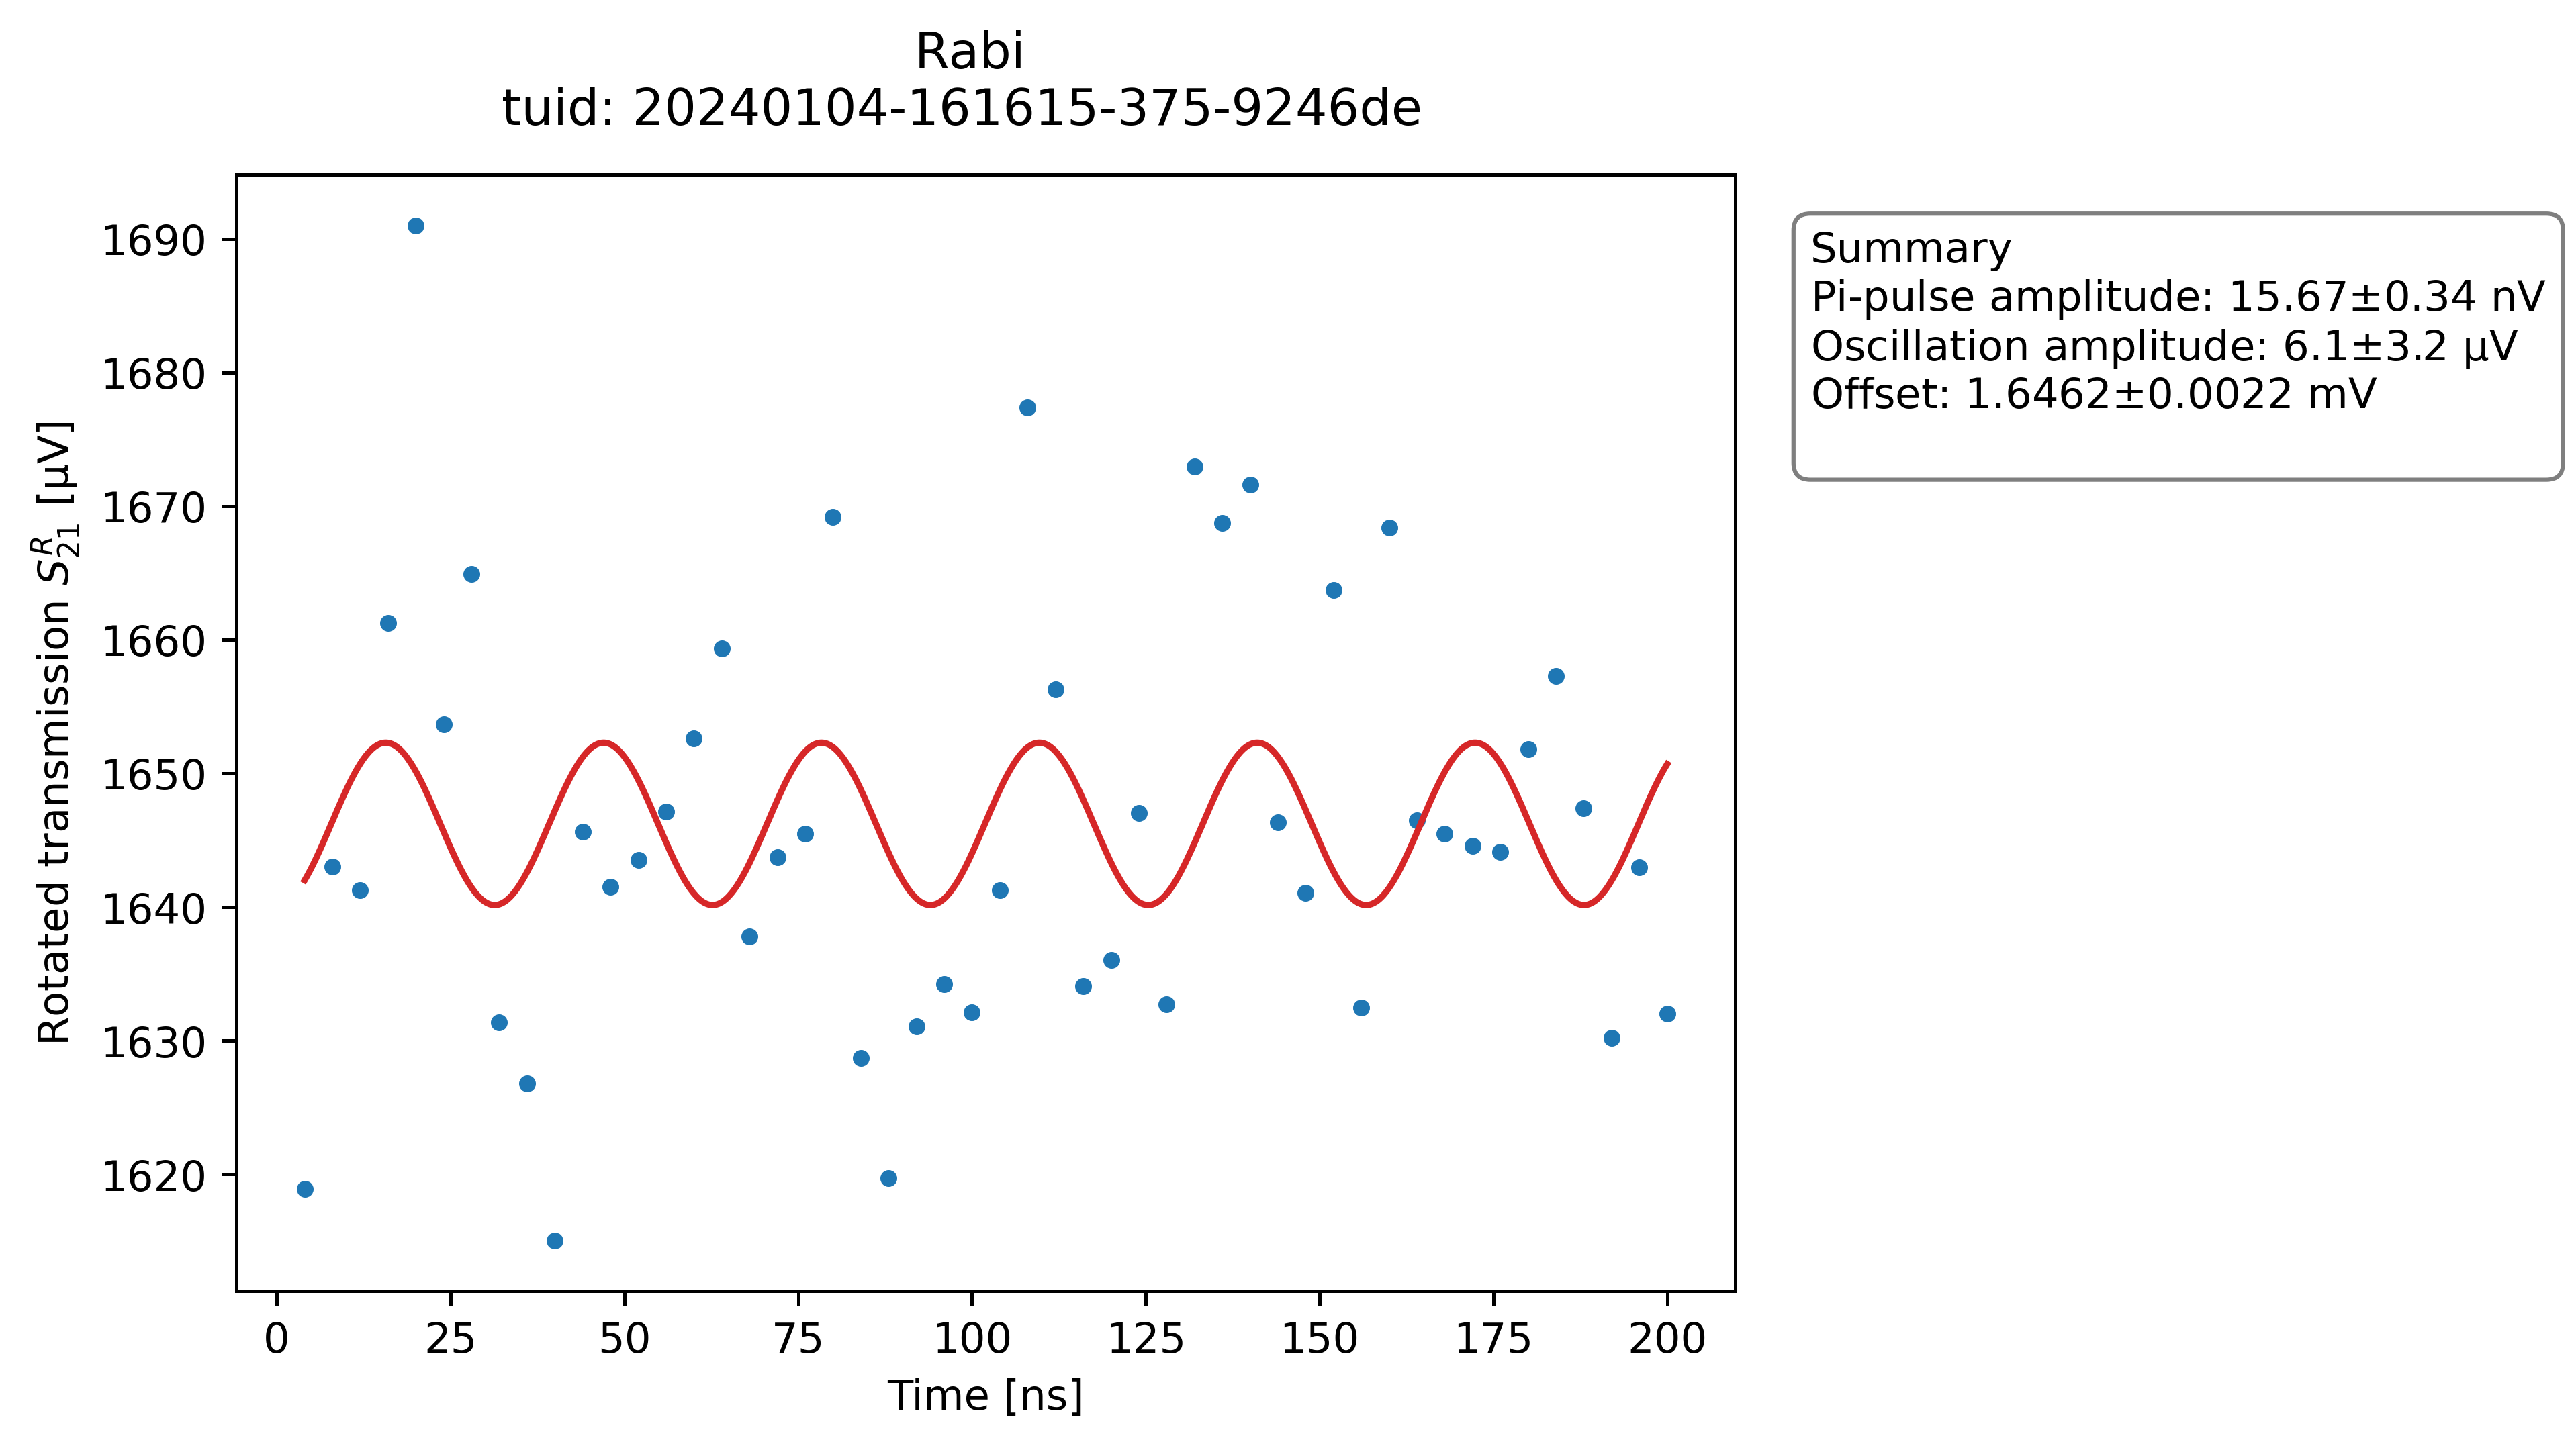 Rabi
tuid: 20240104-161615-375-9246de
Summary
Pi-pulse amplitude: 15.67±0.34 nV
Oscillation amplitude: 6.1±3.2 µV
Offset: 1.6462±0.0022 mV
Rotated transmission $S_{21}^{R}$ [µV]
1690
1680
1670
1660
1650
1640
1630
1620
0 25 50 75 100 125 150 175 200
Time [ns]